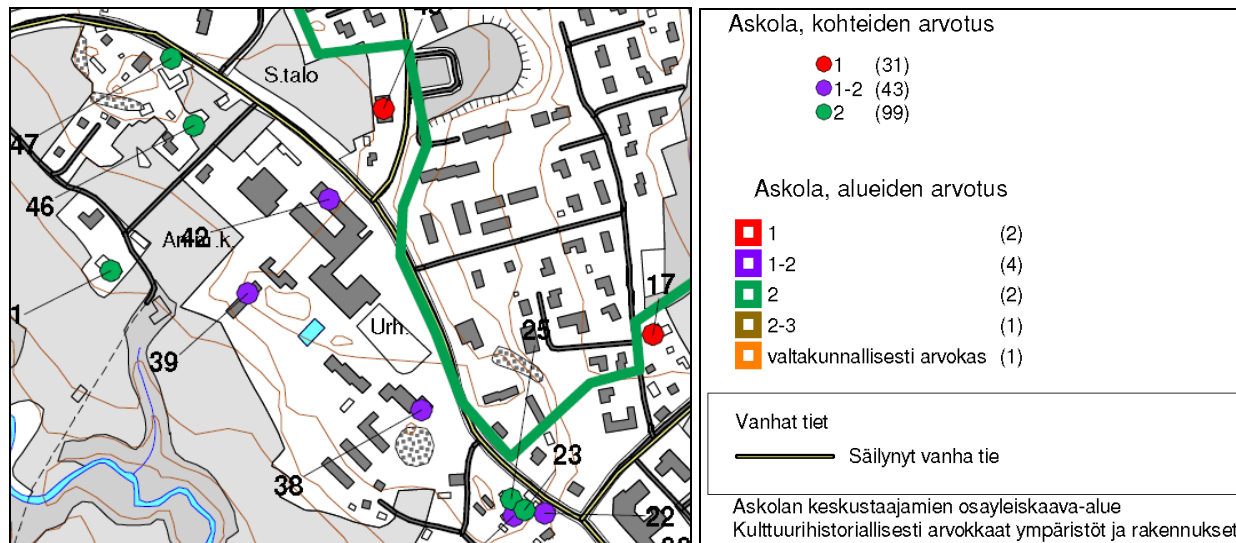 S.talo
47
46
42
17
1
Urh.
25
39
23
38
22
Askola, kohteiden arvotus
1 (31)
1-2 (43)
2 (99)
Askola, alueiden arvotus
1 (2)
1-2 (4)
2 (2)
2-3 (1)
valtakunnallisesti arvokas (1)
Vanhat tiet
Säilynyt vanha tie
Askolan keskustaajamien osayleiskaava-alue
Kulttuurihistoriallisesti arvokkaat ympäristöt ja rakennukset